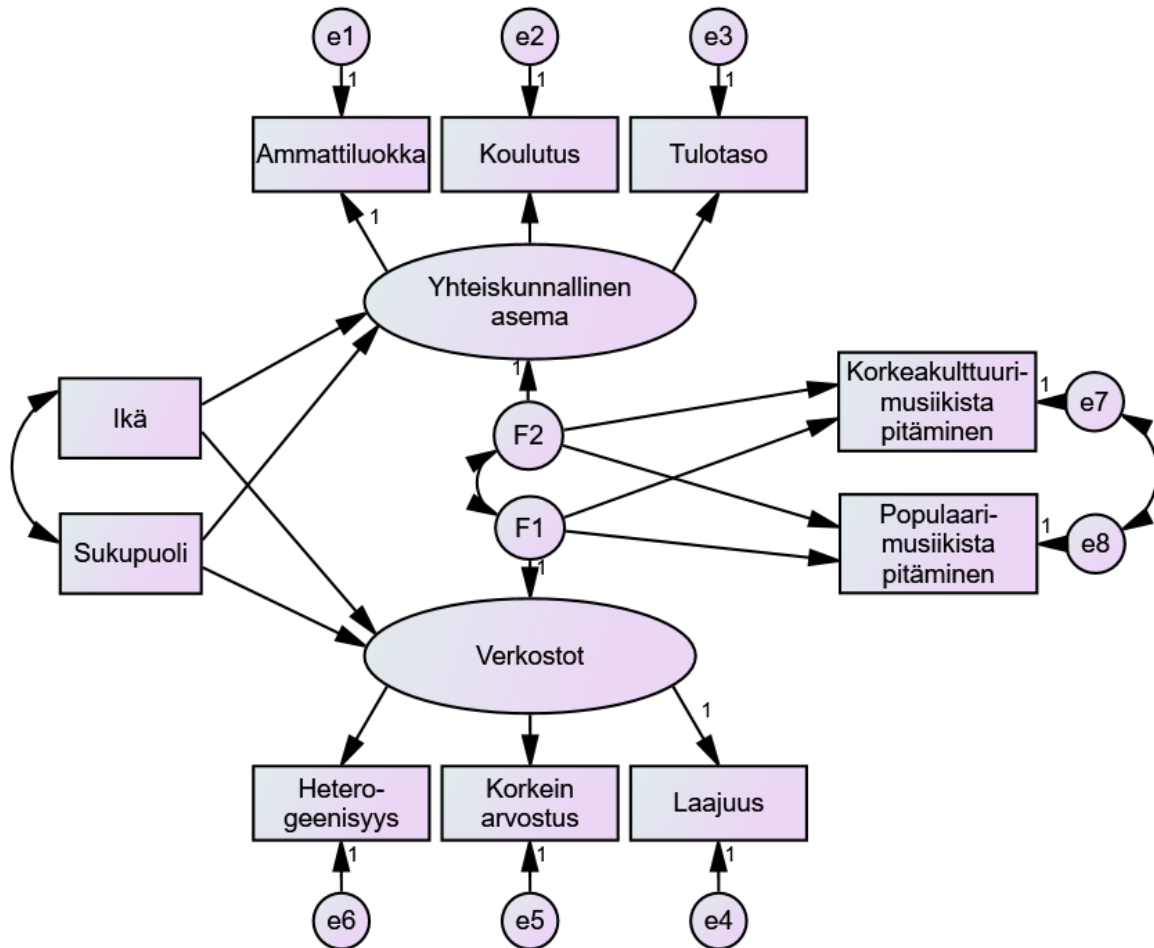 e1
e2
e3
1
1
1
Ammattiluokka
Koulutus
Tulotaso
1
Yhteiskunnallinen
asema
1
Ikä
Sukupuoli
F2
F1
1
Korkeakulttuuri-
musiikista
pitäminen
1
e7
Populaari-
musiikista
pitäminen
1
e8
Verkostot
1
Hetero-
geenisyys
Korkein
arvostus
Laajuus
1
1
1
e6
e5
e4